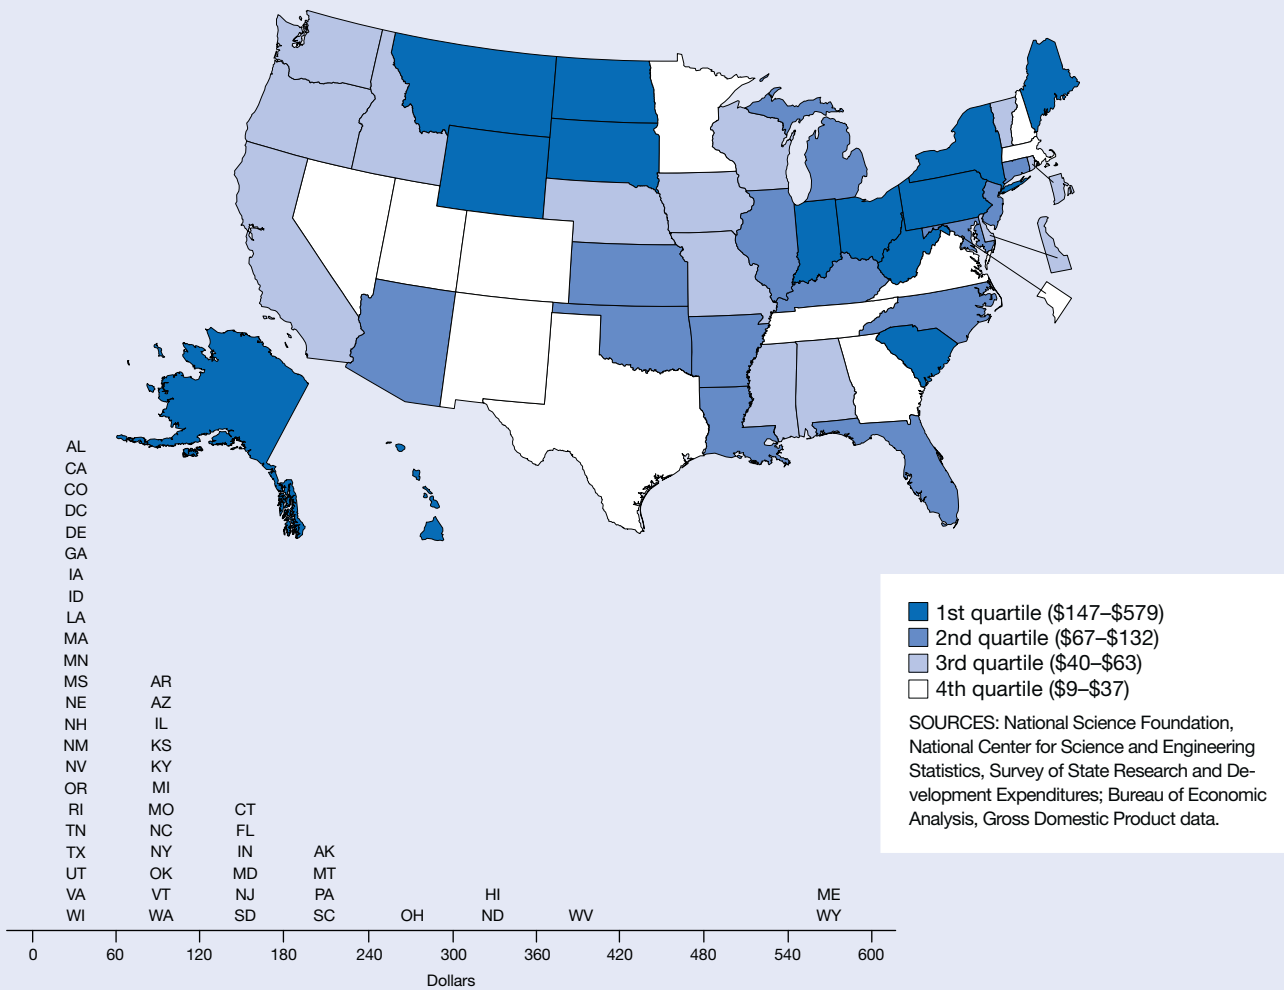 AL
CA
CO
DC
DE
GA
IA
ID
LA
MA
MN
MS AR
NE AZ
NH IL
NM KS
NV KY
OR MI
RI MO CT
TN NC FL
TX NY IN AK
UT OK MD MT
VA VT NJ PA HI ME
WI WA SD SC OH ND WV WY
0 60 120 180 240 300 360 420 480 540 600
Dollars
1st quartile ($147–$579)
2nd quartile ($67–$132)
3rd quartile ($40–$63)
4th quartile ($9–$37)
SOURCES: National Science Foundation,
National Center for Science and Engineering
Statistics, Survey of State Research and De-
velopment Expenditures; Bureau of Economic
Analysis, Gross Domestic Product data.